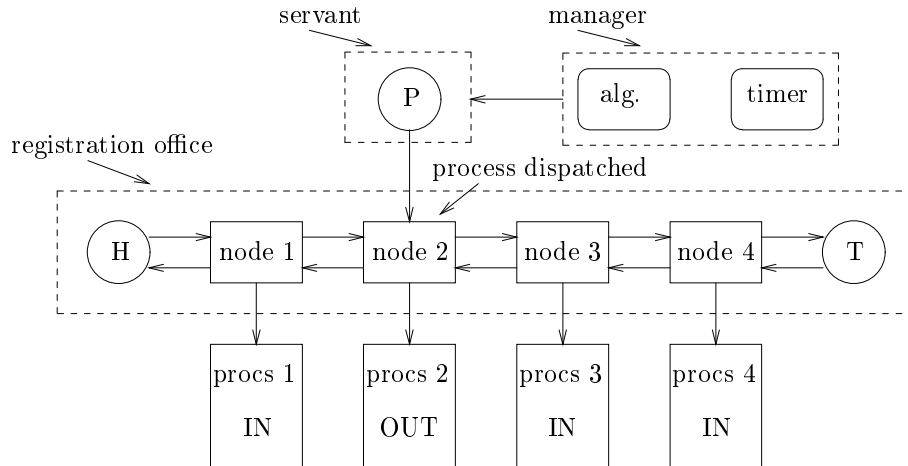 servant
manager
P
alg.
timer
registration office
process dispatched
H
node 1
node 2
node 3
node 4
T
procs 1
procs 2
procs 3
procs 4
IN
OUT
IN
IN